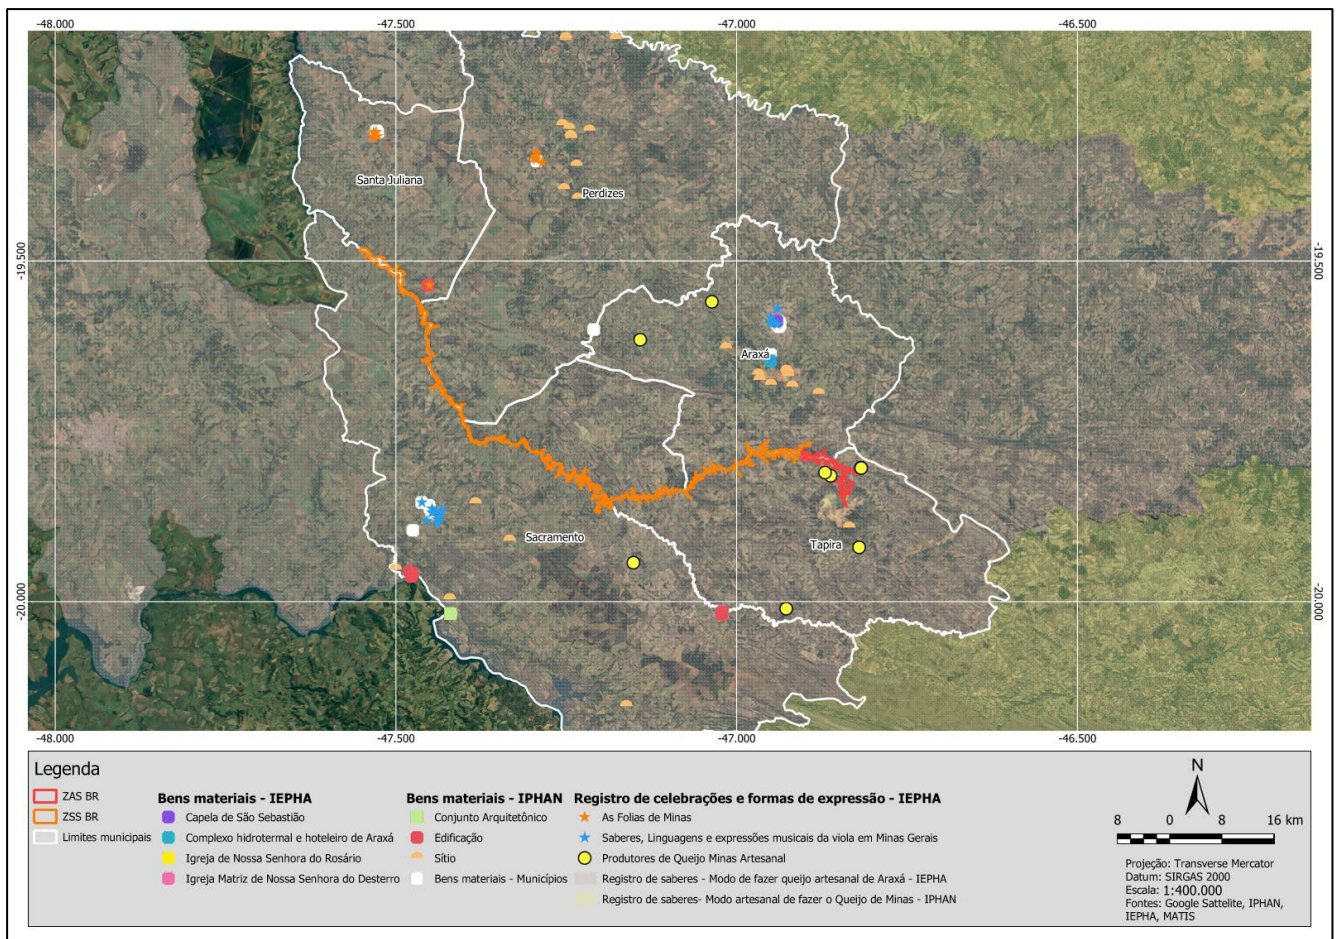 -48.000 -47.500 -47.000 -46.500
Santa Juliana
Perdizes
-19.500 -19.500
Araxá
Sacramento
Tapira
-20.000 -20.000
-48.000 -47.500 -47.000 -46.500
Legenda
ZAS BR
ZSS BR
Limites municipais
Bens materiais - IEPHA
Capela de São Sebastião
Complexo hidrotermal e hoteleiro de Araxá
Igreja de Nossa Senhora do Rosário
Igreja Matriz de Nossa Senhora do Desterro
Bens materiais - IPHAN
Conjunto Arquitetônico
Edificação
Sítio
Bens materiais - Municípios
Registro de celebrações e formas de expressão - IEPHA
As Folias de Minas
Saberes, Linguagens e expressões musicais da viola em Minas Gerais
Produtores de Queijo Minas Artesanal
Registro de saberes - Modo de fazer queijo artesanal de Araxá - IEPHA
Registro de saberes- Modo artesanal de fazer o Queijo de Minas - IPHAN
N
8 0 8 16 km
Projeção: Transverse Mercator
Datum: SIRGAS 2000
Escala: 1:400.000
Fontes: Google Sattelite, IPHAN,
IEPHA, MATIS